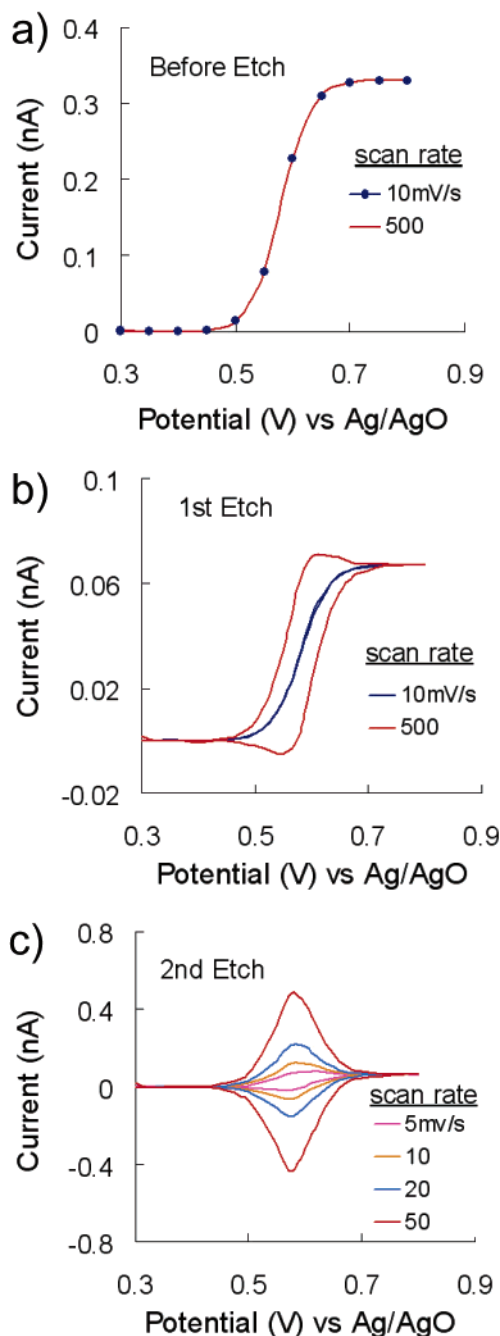 a)
Before Etch
Current (nA)
0.4
0.3
0.2
0.1
0
scan rate
10mV/s
500
0.3 0.5 0.7 0.9
Potential (V) vs Ag/AgO
b)
1st Etch
Current (nA)
0.1
0.06
0.02
-0.02
scan rate
10mV/s
500
0.3 0.5 0.7 0.9
Potential (V) vs Ag/AgO
c)
2nd Etch
Current (nA)
0.8
0.4
0
-0.4
-0.8
scan rate
5mv/s
10
20
50
0.3 0.5 0.7 0.9
Potential (V) vs Ag/AgO